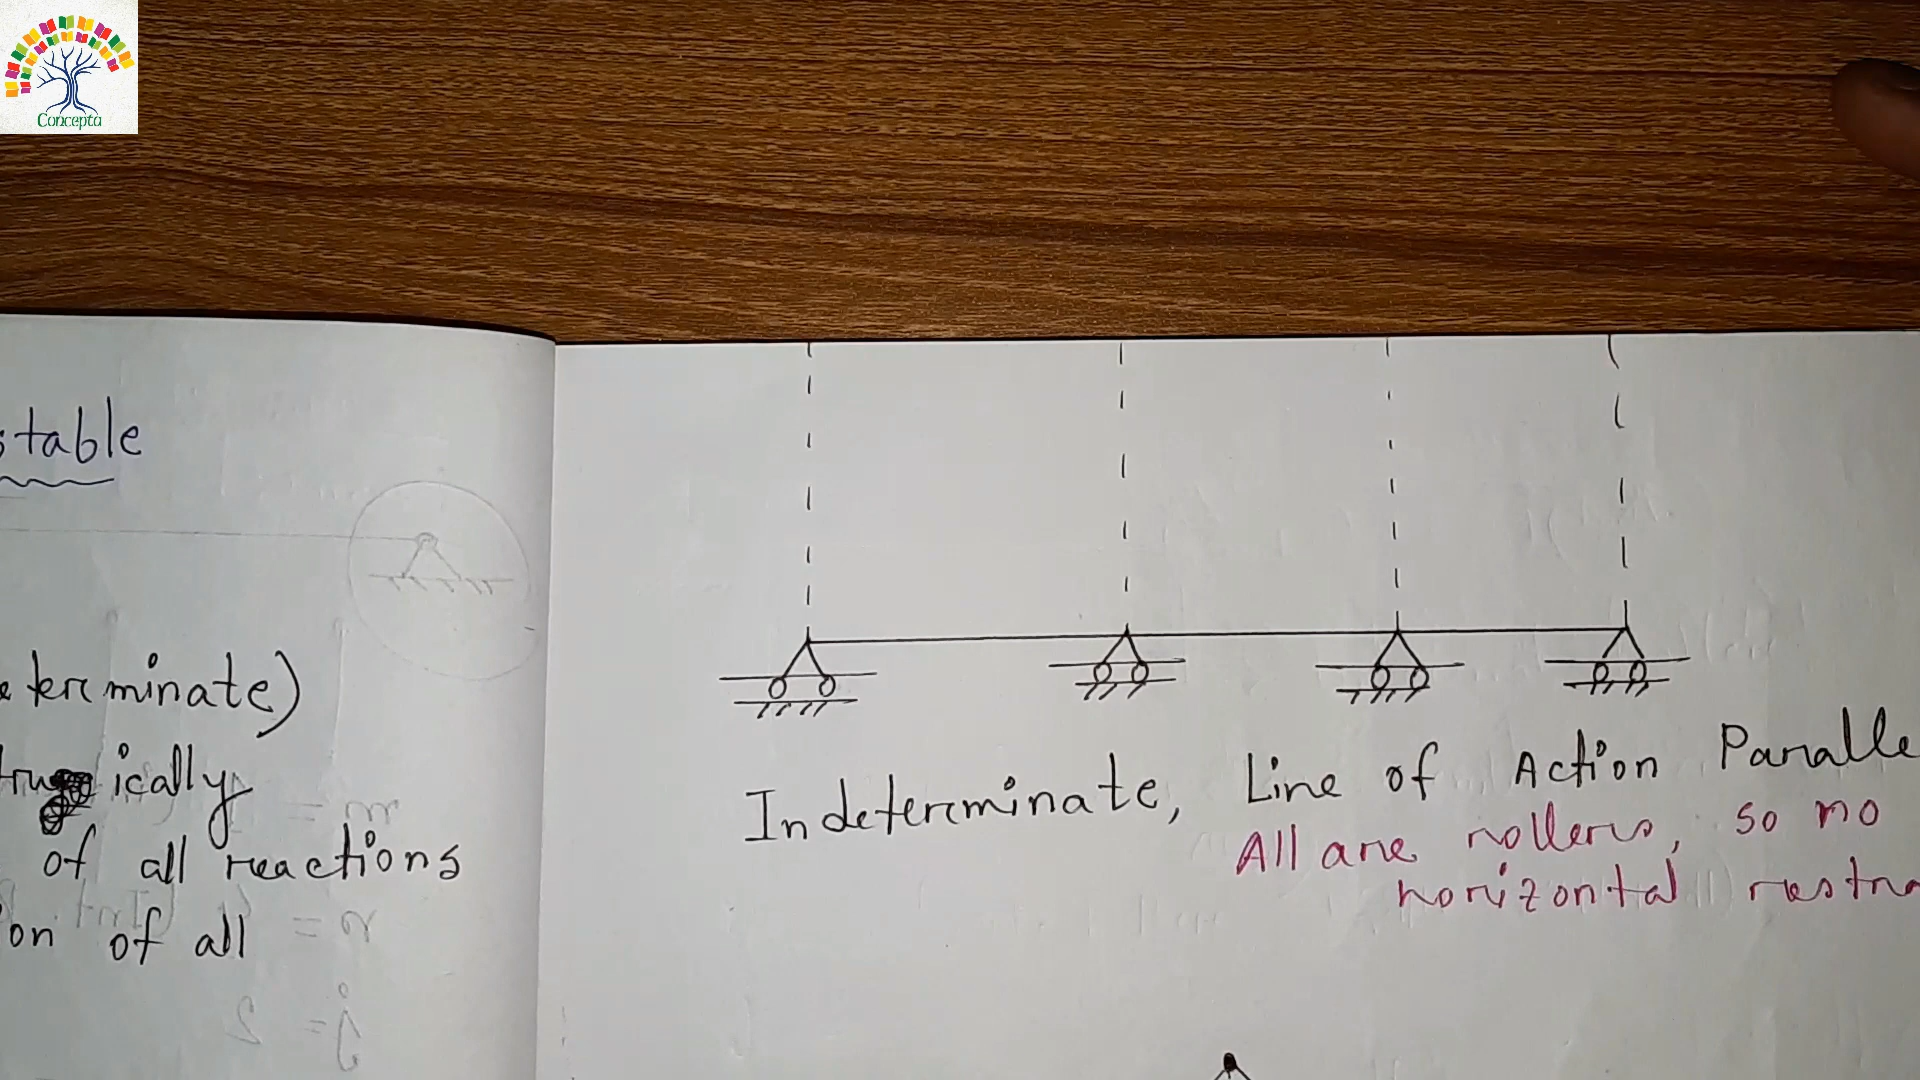 Concepta
stable
terminate)
ically
of all reactions
on of all
Indeterminate, Line of Action Paralle
All are rollers, so no
horizontal restra